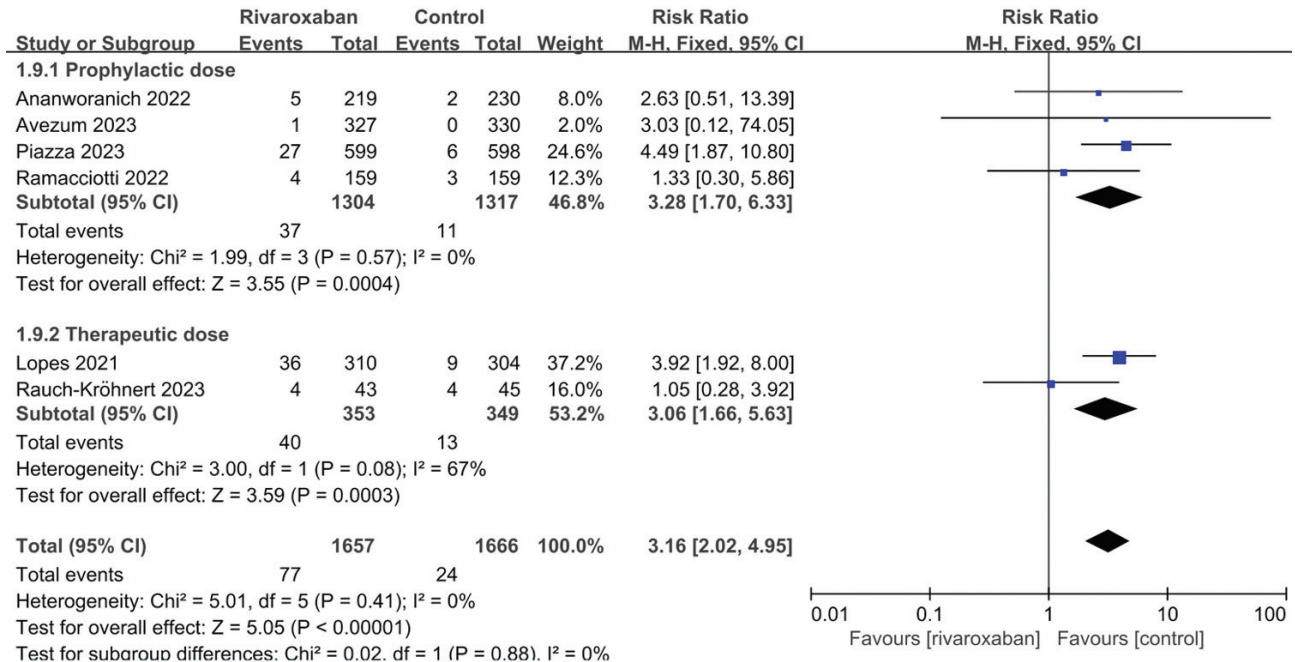 Rivaroxaban Control Risk Ratio Risk Ratio
Study or Subgroup Events Total Events Total Weight M-H, Fixed, 95% CI M-H, Fixed, 95% CI
1.9.1 Prophylactic dose
Ananworanich 2022 5 219 2 230 8.0% 2.63 [0.51, 13.39]
Avezum 2023 1 327 0 330 2.0% 3.03 [0.12, 74.05]
Piazza 2023 27 599 6 598 24.6% 4.49 [1.87, 10.80]
Ramacciotti 2022 4 159 3 159 12.3% 1.33 [0.30, 5.86]
Subtotal (95% CI) 1304 1317 46.8% 3.28 [1.70, 6.33]
Total events 37 11
Heterogeneity: Chi² = 1.99, df = 3 (P = 0.57); I² = 0%
Test for overall effect: Z = 3.55 (P = 0.0004)
1.9.2 Therapeutic dose
Lopes 2021 36 310 9 304 37.2% 3.92 [1.92, 8.00]
Rauch-Kröhnert 2023 4 43 4 45 16.0% 1.05 [0.28, 3.92]
Subtotal (95% CI) 353 349 53.2% 3.06 [1.66, 5.63]
Total events 40 13
Heterogeneity: Chi² = 3.00, df = 1 (P = 0.08); I² = 67%
Test for overall effect: Z = 3.59 (P = 0.0003)
Total (95% CI) 1657 1666 100.0% 3.16 [2.02, 4.95]
Total events 77 24
Heterogeneity: Chi² = 5.01, df = 5 (P = 0.41); I² = 0%
Test for overall effect: Z = 5.05 (P < 0.00001)
Test for subgroup differences: Chi² = 0.02, df = 1 (P = 0.88), I² = 0%
0.01 0.1 1 10 100
Favours [rivaroxaban] Favours [control]